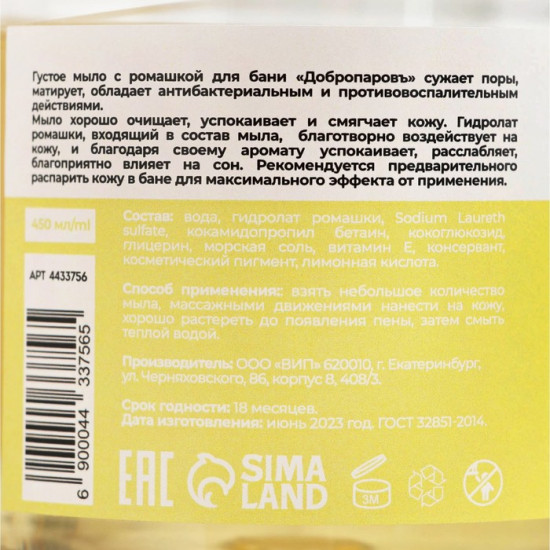 Густое мыло с ромашкой для бани «Добропаровъ» сужает поры,
матирует, обладает антибактериальным и противовоспалительным
действиями.
Мыло хорошо очищает, успокаивает и смягчает кожу. Гидролат
ромашки, входящий в состав мыла, благотворно воздействует на
кожу, и благодаря своему аромату успокаивает, расслабляет,
благоприятно влияет на сон. Рекомендуется предварительного
распарить кожу в бане для максимального эффекта от применения.
450 мл/ml
АРТ 4433756
6 900044 337565
Состав: вода, гидролат ромашки, Sodium Laureth
sulfate, кокамидопропил бетаин, кокоглюкозид,
глицерин, морская соль, витамин Е, консервант,
косметический пигмент, лимонная кислота.
Способ применения:: взять небольшое количество
мыла, массажными движениями нанести на кожу,
хорошо растереть до появления пены, затем смыть
теплой водой.
Производитель: ООО «ВИП» 620010, г. Екатеринбург,
ул. Черняховского, 86, корпус 8, 408/3.
Срок годности: 18 месяцев.
Дата изготовления: июнь 2023 год. ГОСТ 32851-2014.
EAC
SIMA
LAND
3M